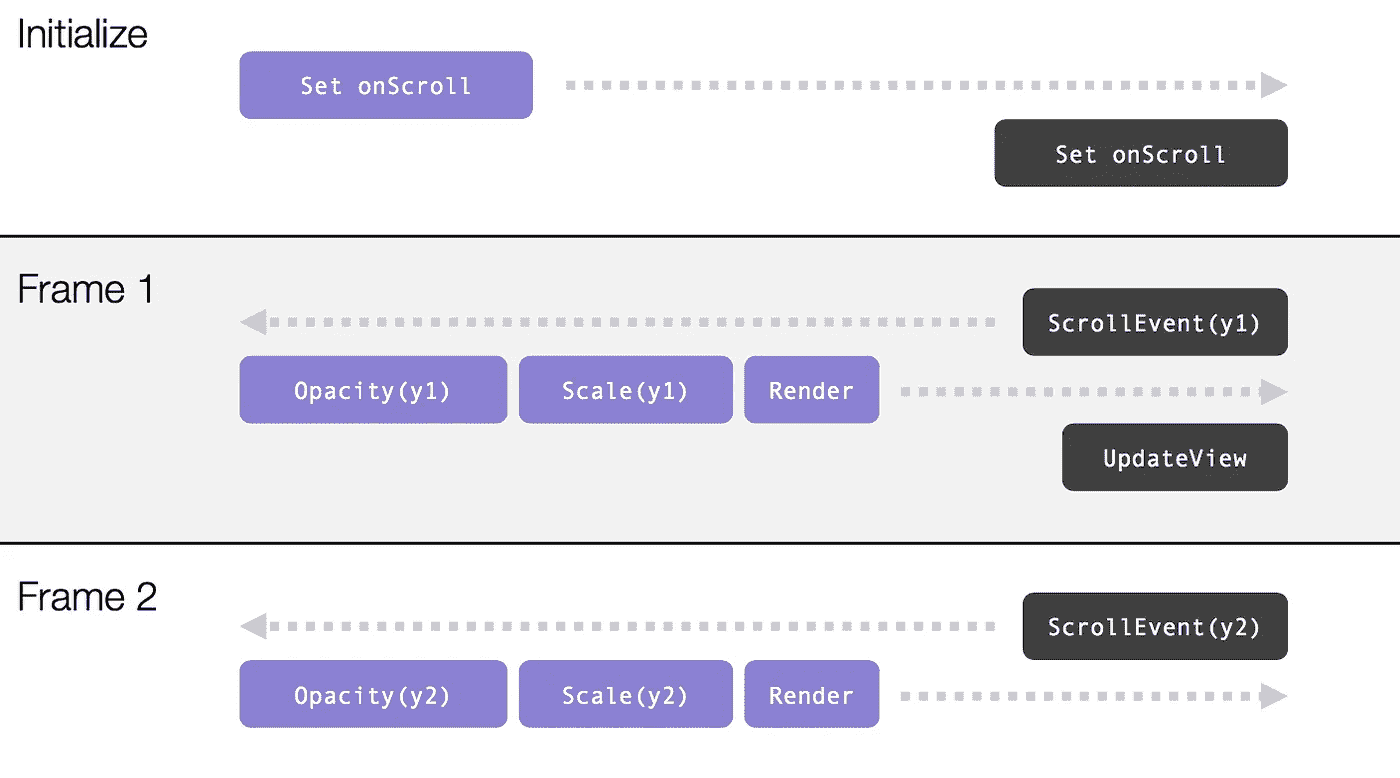 Initialize
Set onScroll
Set onScroll
Frame 1
ScrollEvent(y1)
Opacity(y1) Scale(y1) Render
UpdateView
Frame 2
ScrollEvent(y2)
Opacity(y2) Scale(y2) Render